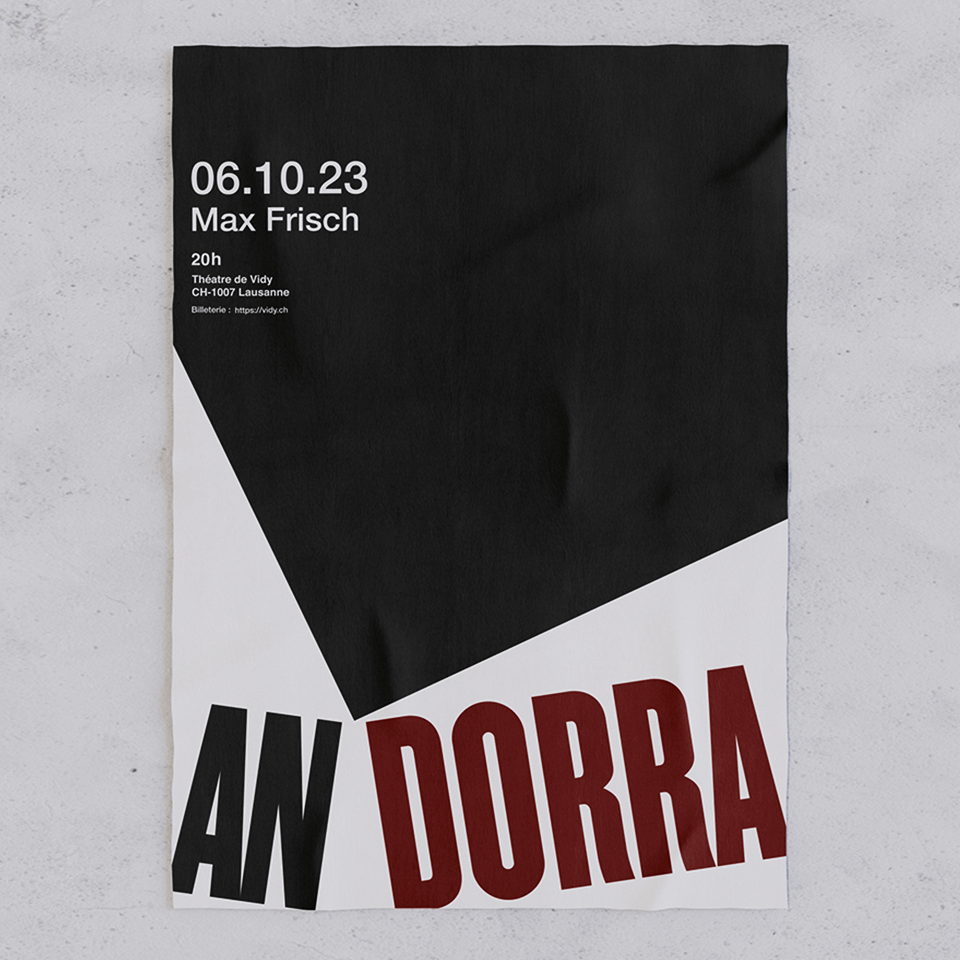 06.10.23
Max Frisch
20h
Théatre de Vidy
CH-1007 Lausanne
Billeterie : https://vidy.ch
AN DORRA